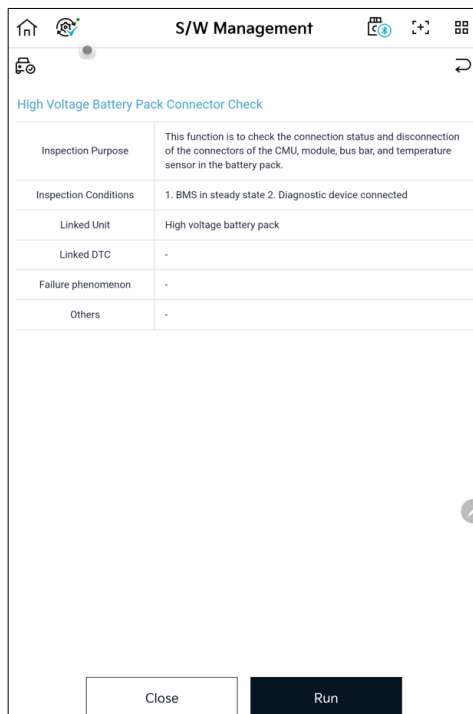 S/W Management
C
[+]
High Voltage Battery Pack Connector Check
Inspection Purpose
This function is to check the connection status and disconnection
of the connectors of the CMU, module, bus bar, and temperature
sensor in the battery pack.
Inspection Conditions
1. BMS in steady state 2. Diagnostic device connected
Linked Unit
High voltage battery pack
Linked DTC
-
Failure phenomenon
-
Others
-
Close
Run